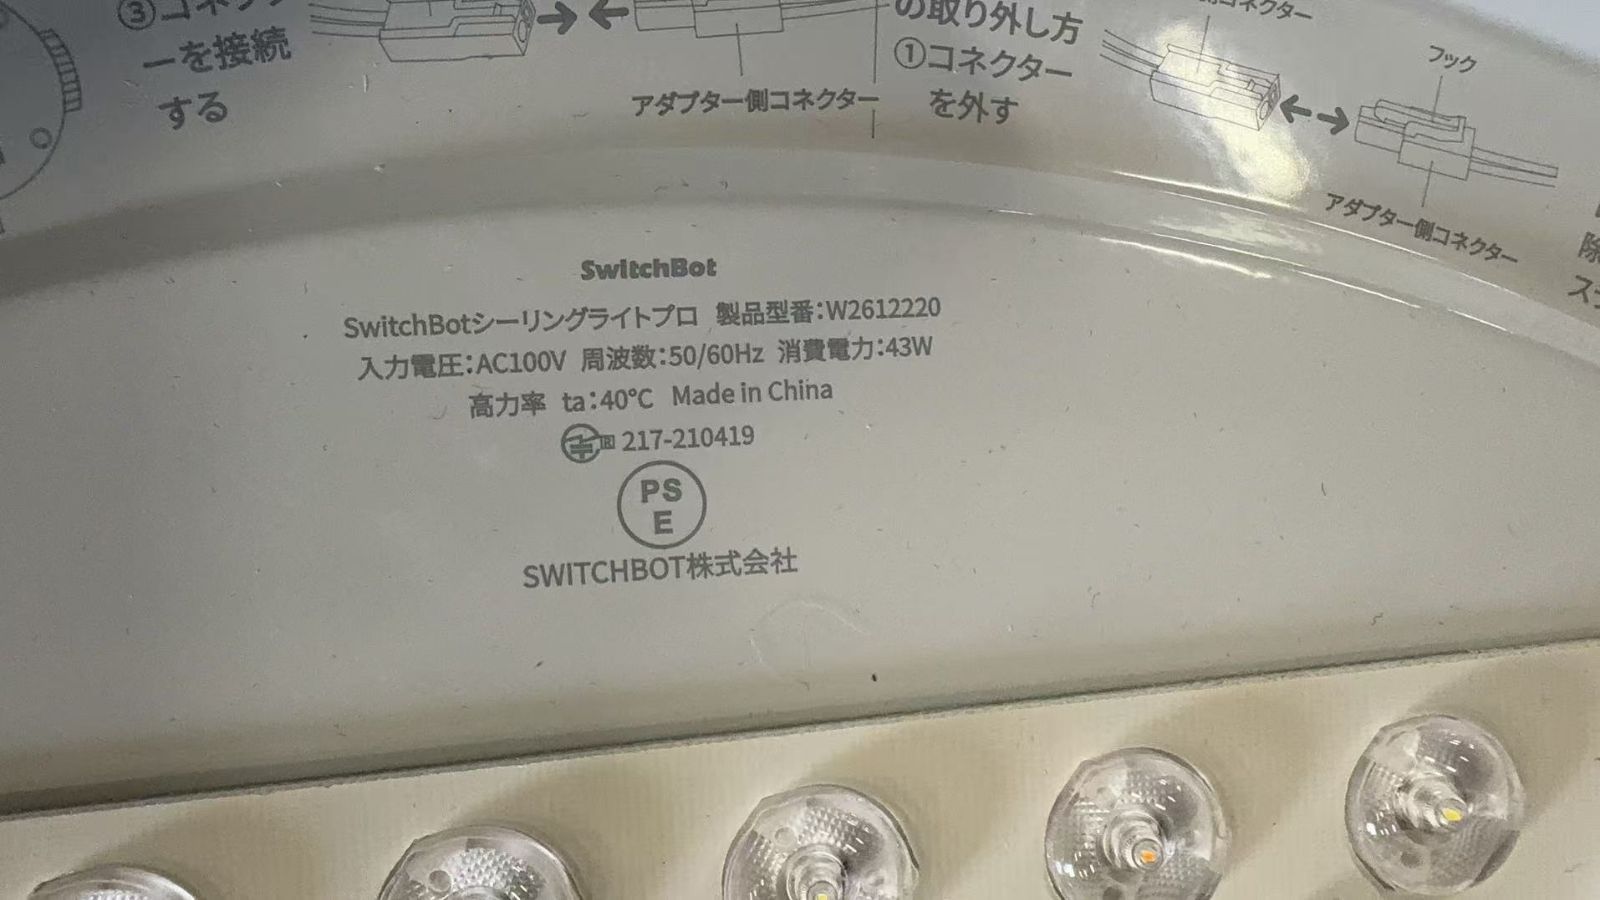 ③コネクタ
ーを接続
する
アダプター側コネクター
の取り外し方
①コネクター
を外す
側コネクター
フック
アダプター側コネクター
除
SwitchBot
SwitchBotシーリングライトプロ 製品型番:W2612220
入力電圧:AC100V 周波数:50/60Hz 消費電力:43W
高力率 ta:40°C Made in China
R 217-210419
PS
E
SWITCHBOT株式会社